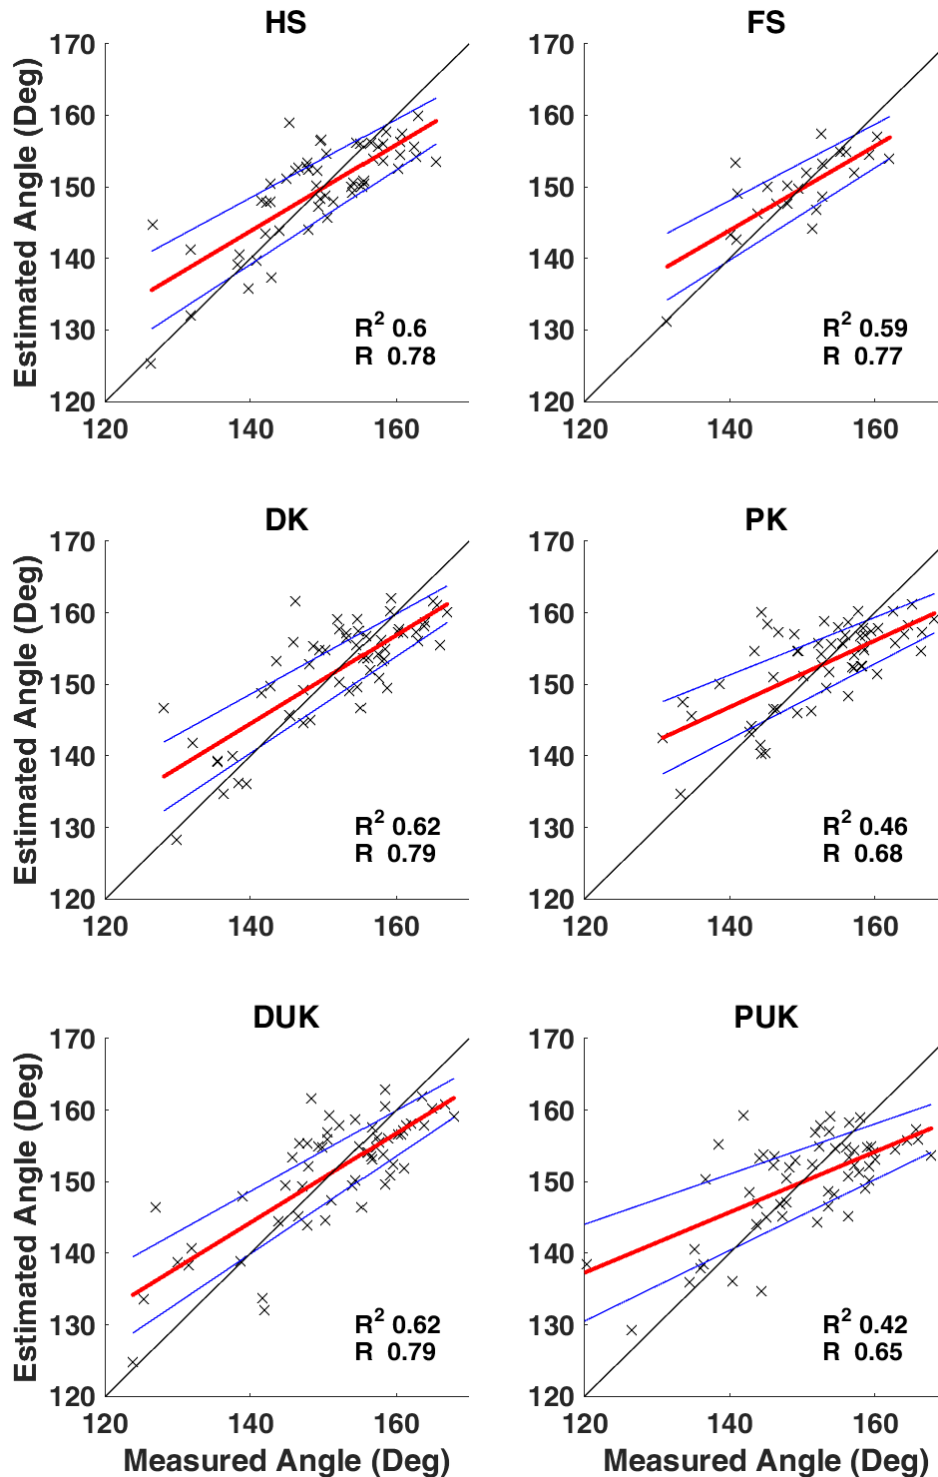 HS
170
160
150
140
130
120
Estimated Angle (Deg)
R² 0.6
R 0.78
120 140 160
FS
170
160
150
140
130
120
R² 0.59
R 0.77
120 140 160
DK
170
160
150
140
130
120
Estimated Angle (Deg)
R² 0.62
R 0.79
120 140 160
PK
170
160
150
140
130
120
R² 0.46
R 0.68
120 140 160
DUK
170
160
150
140
130
120
Estimated Angle (Deg)
R² 0.62
R 0.79
120 140 160
Measured Angle (Deg)
PUK
170
160
150
140
130
120
R² 0.42
R 0.65
120 140 160
Measured Angle (Deg)